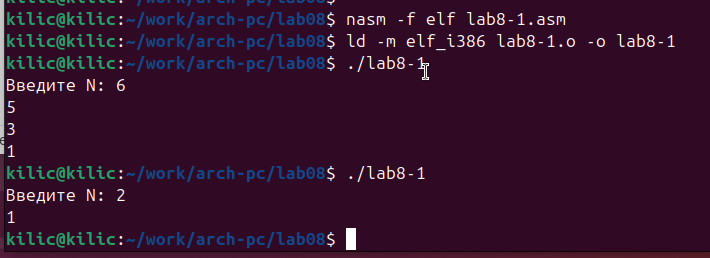 kilic@kilic:~/work/arch-pc/lab08$ nasm -f elf lab8-1.asm
kilic@kilic:~/work/arch-pc/lab08$ ld -m elf_i386 lab8-1.o -o lab8-1
kilic@kilic:~/work/arch-pc/lab08$ ./lab8-1
Введите N: 6
5
3
1
kilic@kilic:~/work/arch-pc/lab08$ ./lab8-1
Введите N: 2
1
kilic@kilic:~/work/arch-pc/lab08$